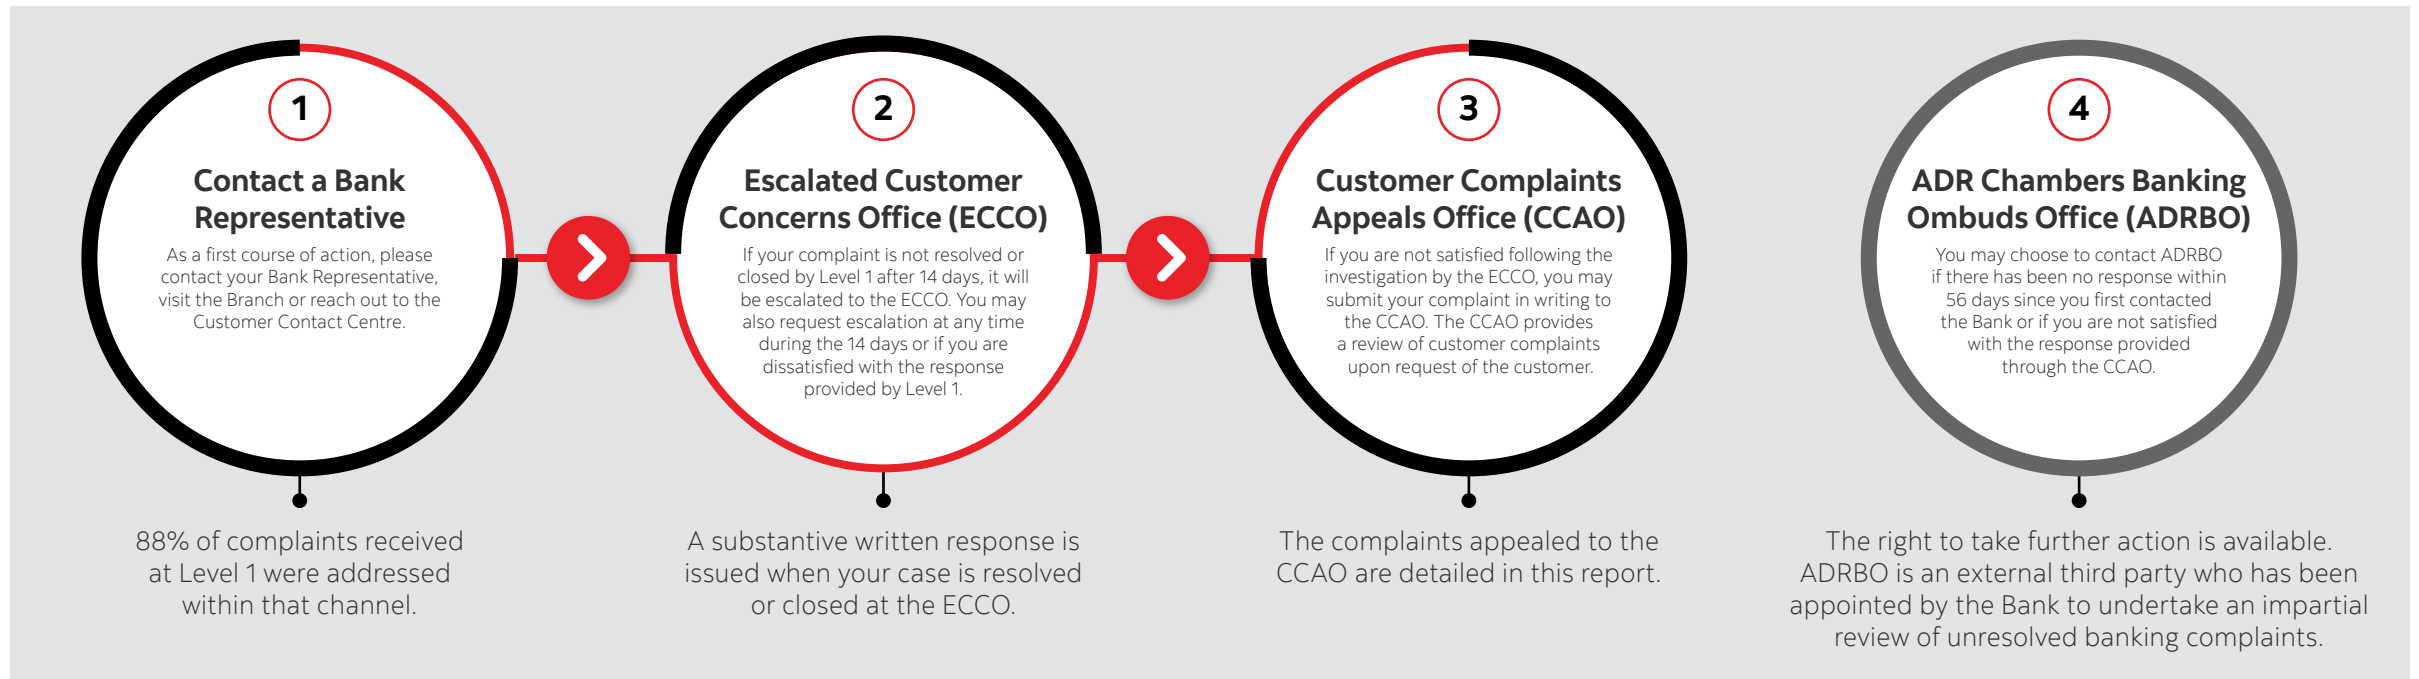 1
Contact a Bank
Representative
As a first course of action, please
contact your Bank Representative,
visit the Branch or reach out to the
Customer Contact Centre.
88% of complaints received
at Level 1 were addressed
within that channel.
2
Escalated Customer
Concerns Office (ECCO)
If your complaint is not resolved or
closed by Level 1 after 14 days, it will
be escalated to the ECCO. You may
also request escalation at any time
during the 14 days or if you are
dissatisfied with the response
provided by Level 1.
A substantive written response is
issued when your case is resolved
or closed at the ECCO.
3
Customer Complaints
Appeals Office (CCAO)
If you are not satisfied following the
investigation by the ECCO, you may
submit your complaint in writing to
the CCAO. The CCAO provides
a review of customer complaints
upon request of the customer.
The complaints appealed to the
CCAO are detailed in this report.
4
ADR Chambers Banking
Ombuds Office (ADRBO)
You may choose to contact ADRBO
if there has been no response within
56 days since you first contacted
the Bank or if you are not satisfied
with the response provided
through the CCAO.
The right to take further action is available.
ADRBO is an external third party who has been
appointed by the Bank to undertake an impartial
review of unresolved banking complaints.